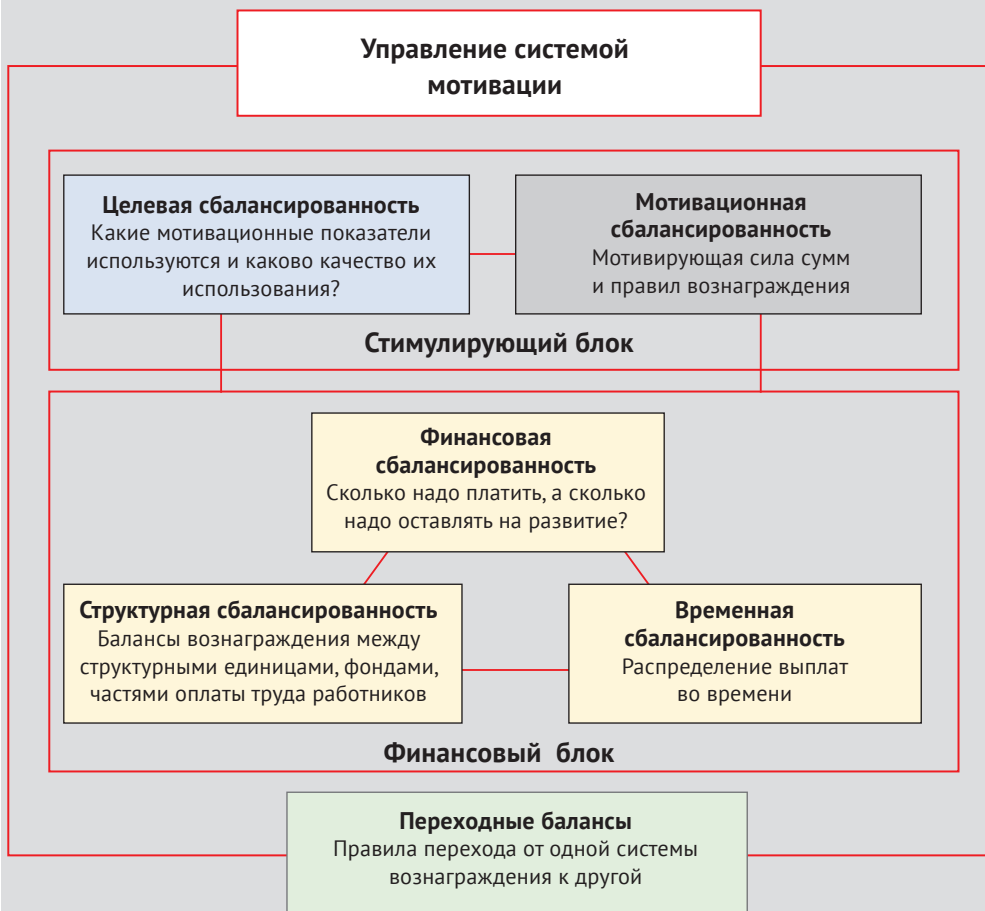 Управление системой
мотивации
Целевая сбалансированность
Какие мотивационные показатели
используются и каково качество их
использования?
Мотивационная
сбалансированность
Мотивирующая сила сумм
и правил вознаграждения
Стимулирующий блок
Финансовая
сбалансированность
Сколько надо платить, а сколько
надо оставлять на развитие?
Структурная сбалансированность
Балансы вознаграждения между
структурными единицами, фондами,
частями оплаты труда работников
Временная
сбалансированность
Распределение выплат
во времени
Финансовый блок
Переходные балансы
Правила перехода от одной системы
вознаграждения к другой